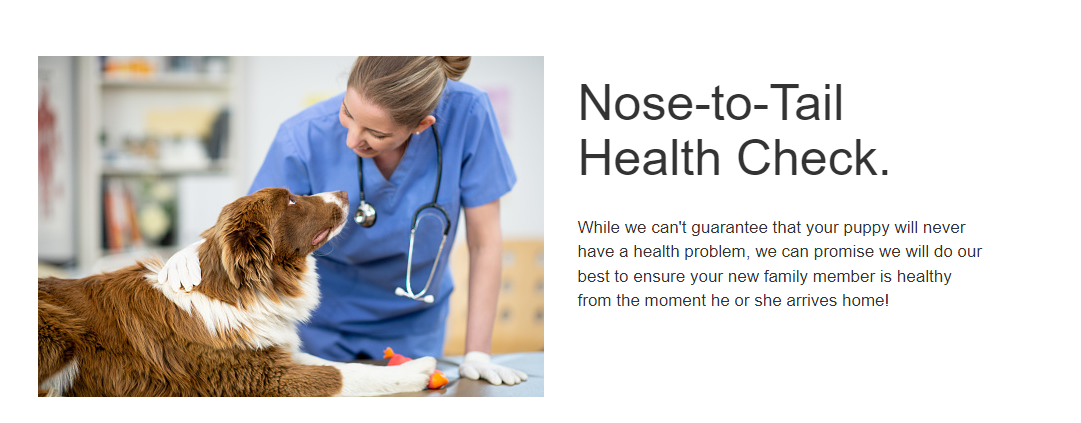 Nose-to-Tail
Health Check.
While we can't guarantee that your puppy will never
have a health problem, we can promise we will do our
best to ensure your new family member is healthy
from the moment he or she arrives home!